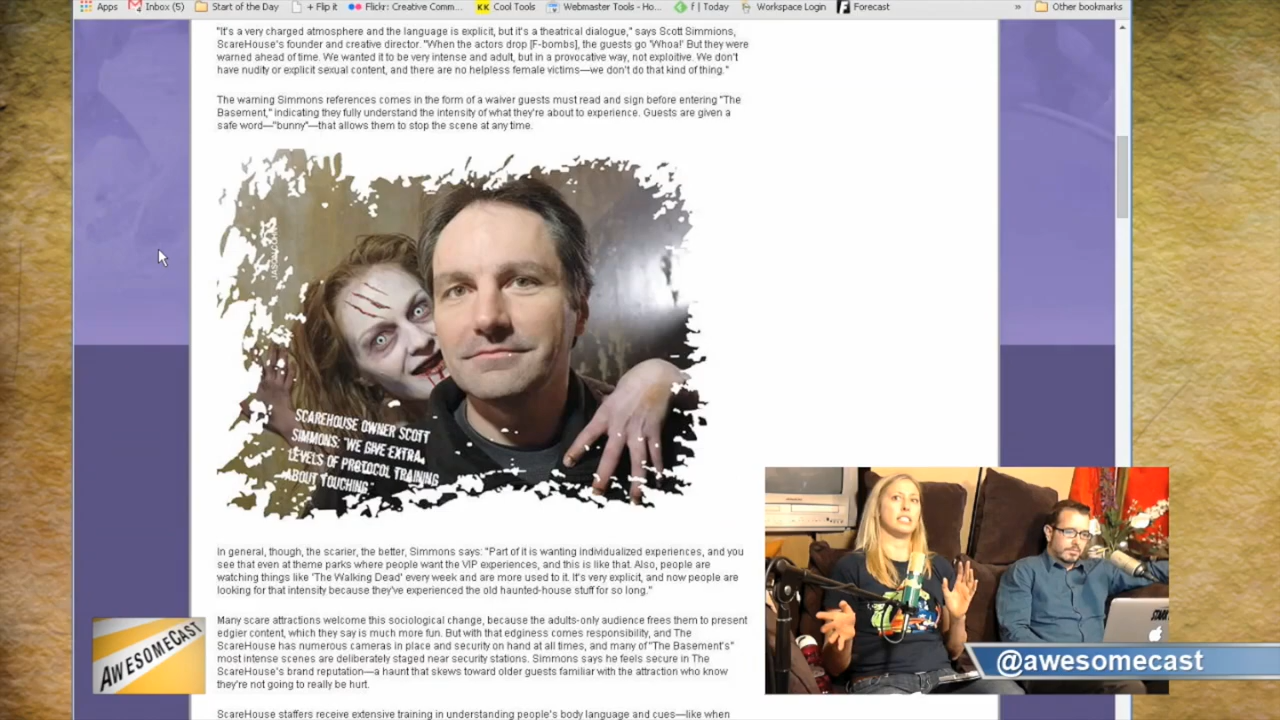 Apps Inbox (5) Start of the Day + Flip it Flickr: Creative Comm... KK Cool Tools Webmaster Tools - Ho... f | Today Workspace Login F Forecast » Other bookmarks
"It's a very charged atmosphere and the language is explicit, but it's a theatrical dialogue," says Scott Simmions,
ScareHouse's founder and creative director. "When the actors drop [F-bombs], the guests go 'Whoa!' But they were
warned ahead of time. We wanted it to be very intense and adult, but in a provocative way, not exploitive. We don't
have nudity or explicit sexual content, and there are no helpless female victims—we don't do that kind of thing."
The warning Simmons references comes in the form of a waiver guests must read and sign before entering "The
Basement," indicating they fully understand the intensity of what they're about to experience. Guests are given a
safe word—"bunny"—that allows them to stop the scene at any time.
JASON COHN
SCAREHOUSE OWNER SCOTT
SIMMONS: "WE GIVE EXTRA
LEVELS OF PROTOCOL TRAINING
ABOUT TOUCHING."
In general, though, the scarier, the better, Simmons says: "Part of it is wanting individualized experiences, and you
see that even at theme parks where people want the VIP experiences, and this is like that. Also, people are
watching things like 'The Walking Dead' every week and are more used to it. It's very explicit, and now people are
looking for that intensity because they've experienced the old haunted-house stuff for so long."
Many scare attractions welcome this sociological change, because the adults-only audience frees them to present
edgier content, which they say is much more fun. But with that edginess comes responsibility, and The
ScareHouse has numerous cameras in place and security on hand at all times, and many of "The Basement's"
most intense scenes are deliberately staged near security stations. Simmons says he feels secure in The
ScareHouse's brand reputation—a haunt that skews toward older guests familiar with the attraction who know
they're not going to really be hurt.
ScareHouse staffers receive extensive training in understanding people's body language and cues—like when
AWESOMECAST
@awesomecast